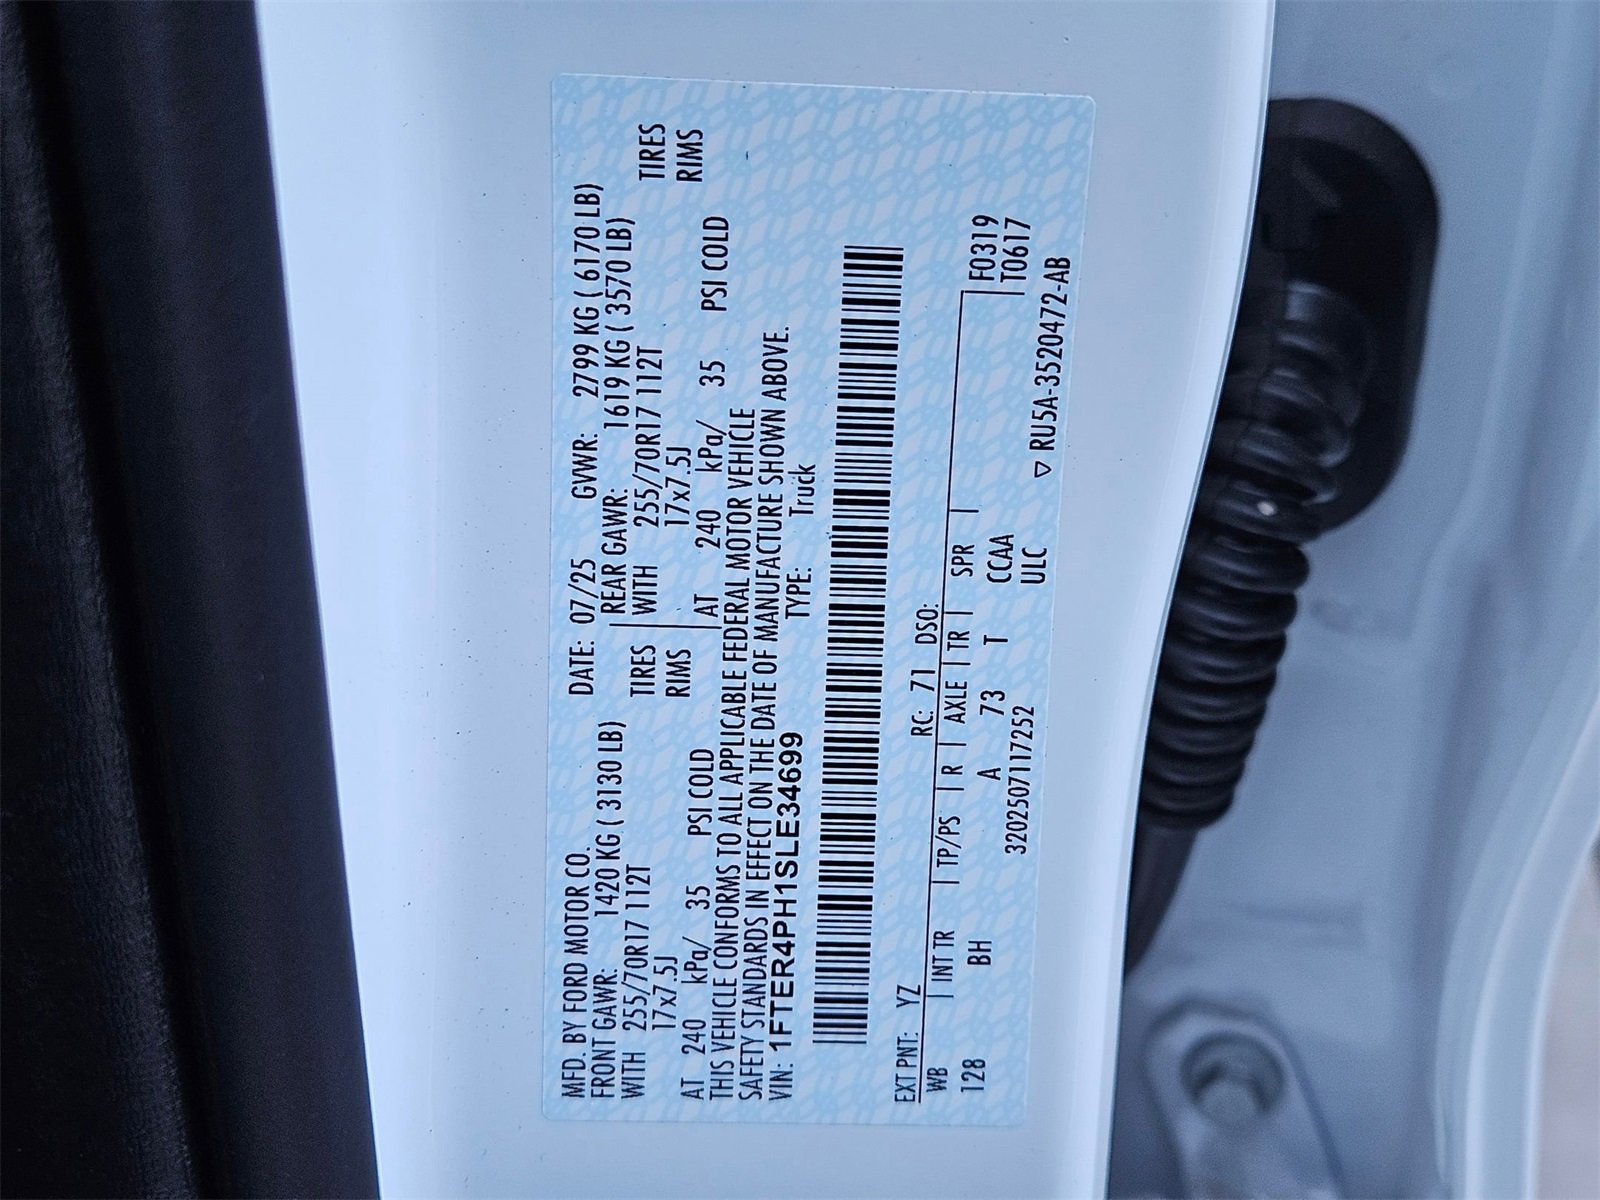 MFD. BY FORD MOTOR CO. DATE: 07/25 GVWR: 2799 KG ( 6170 LB)
FRONT GAWR: 1420 KG ( 3130 LB) REAR GAWR: 1619 KG ( 3570 LB)
WITH 255/70R17 112T TIRES WITH 255/70R17 112T TIRES
17x7.5J RIMS 17x7.5J RIMS
AT 240 kPa/ 35 PSI COLD AT 240 kPa/ 35 PSI COLD
THIS VEHICLE CONFORMS TO ALL APPLICABLE FEDERAL MOTOR VEHICLE
SAFETY STANDARDS IN EFFECT ON THE DATE OF MANUFACTURE SHOWN ABOVE.
VIN: 1FTER4PH1SLE34699 TYPE: Truck
EXT PNT: YZ RC: 71 DSO:
WB | INT TR | TP/PS | R | AXLE | TR | SPR | F0319
128 BH A 73 T CCAA T0617
3202507117252 ULC ▽ RU5A-3520472-AB